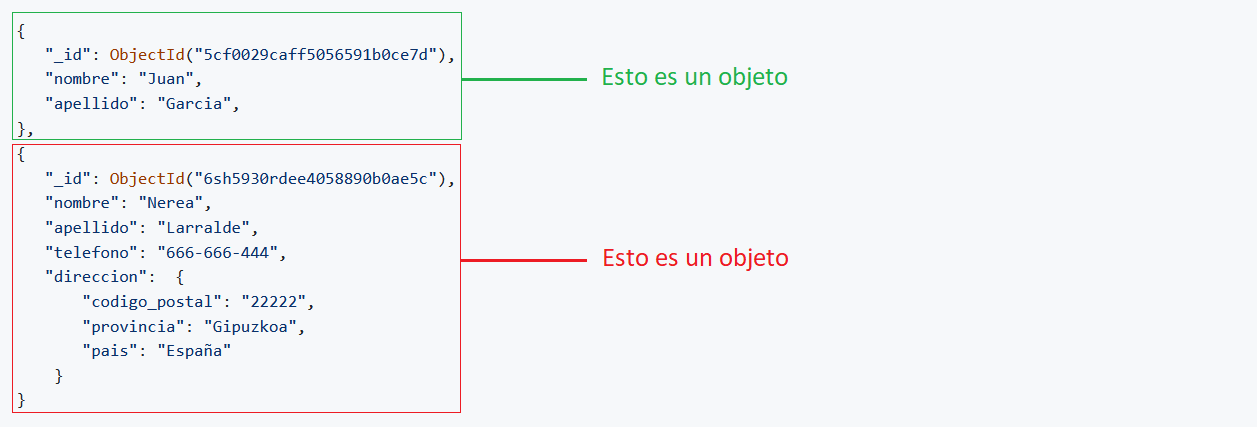 {
"_id": ObjectId("5cf0029caff5056591b0ce7d"),
"nombre": "Juan",
"apellido": "Garcia",
},
Esto es un objeto
{
"_id": ObjectId("6sh5930rdee4058890b0ae5c"),
"nombre": "Nerea",
"apellido": "Larralde",
"telefono": "666-666-444",
"direccion":  {
"codigo_postal": "22222",
"provincia": "Gipuzkoa",
"pais": "España"
}
}
Esto es un objeto